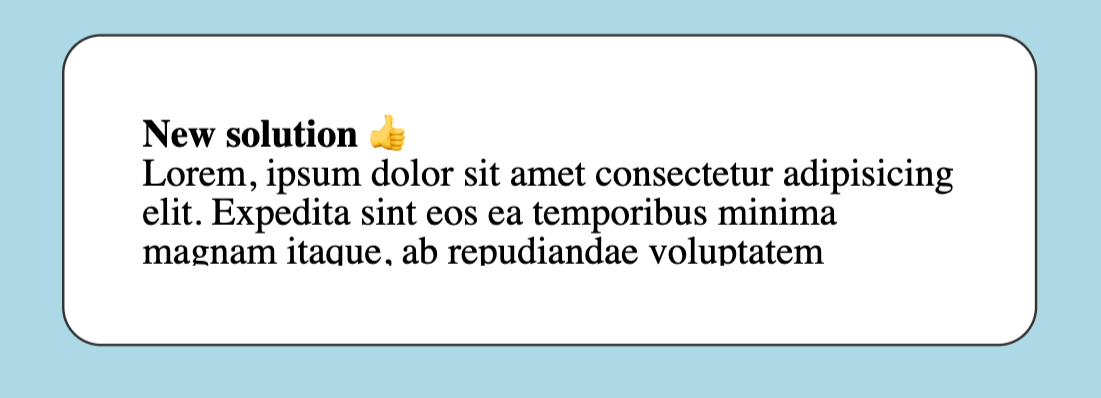 New solution 👍
Lorem, ipsum dolor sit amet consectetur adipisicing
elit. Expedita sint eos ea temporibus minima
magnam itaque, ab repudiandae voluptatem